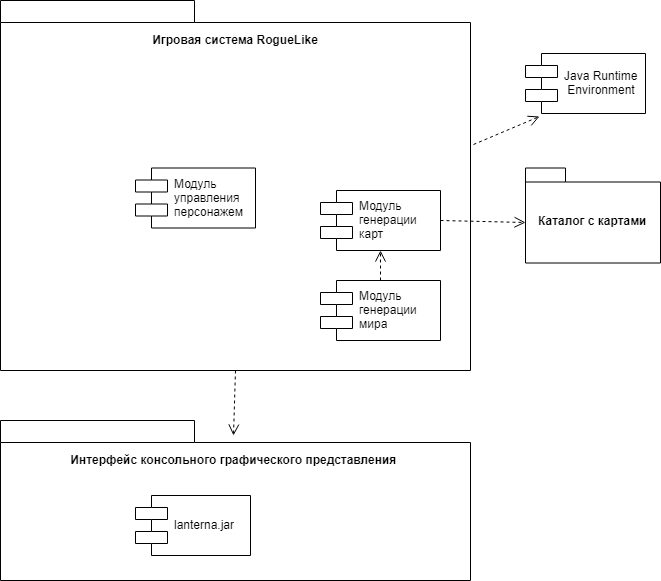 Игровая система RogueLike
Java Runtime
Environment
Модуль
управления
персонажем
Модуль
генерации
карт
Каталог с картами
Модуль
генерации
мира
Интерфейс консольного графического представления
lanterna.jar